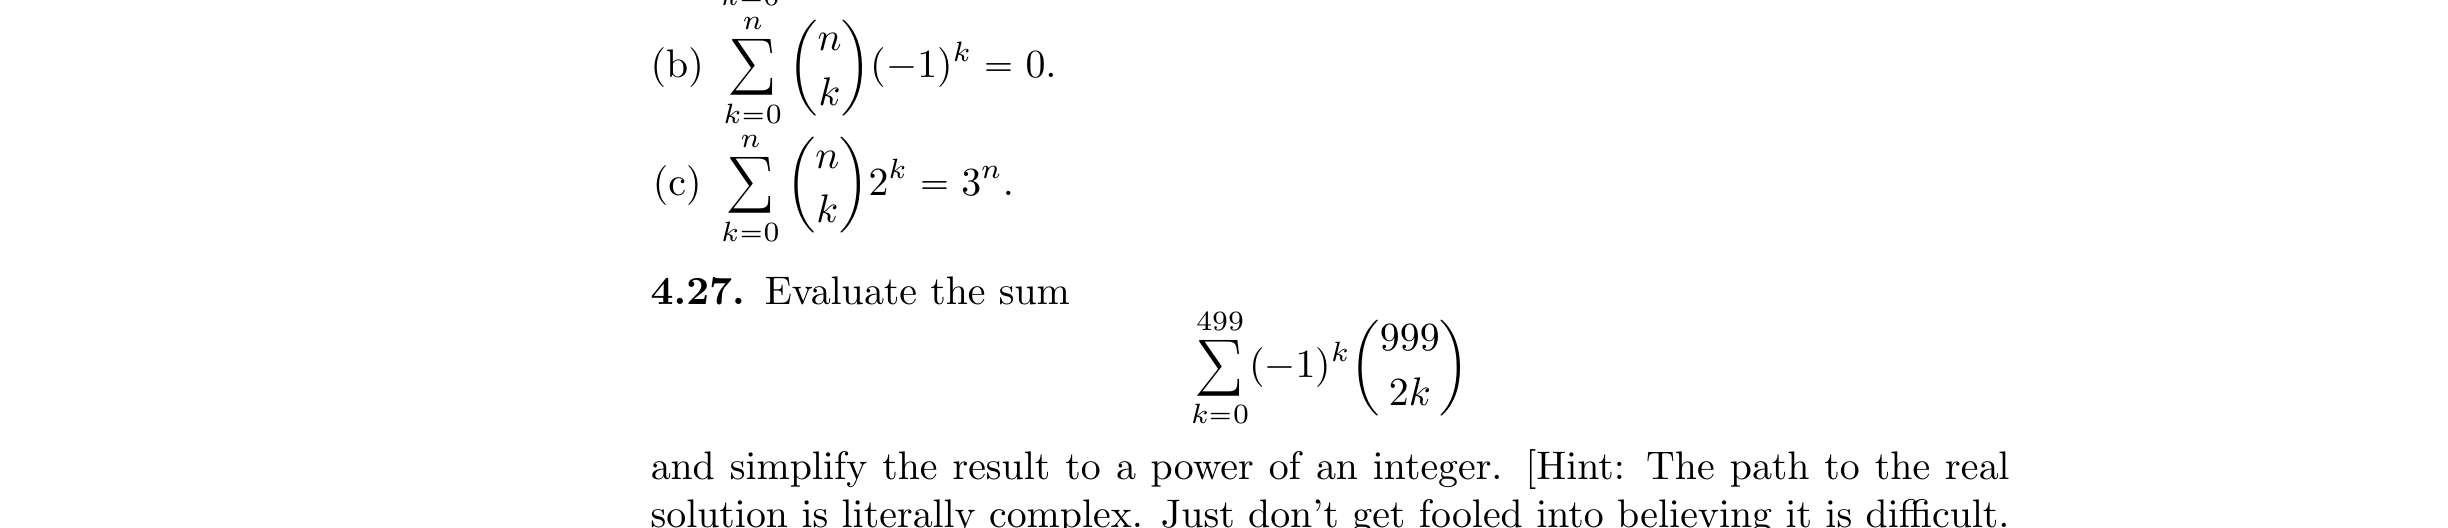 (b) $\sum_{k=0}^{n} \binom{n}{k} (-1)^k = 0.$
(c) $\sum_{k=0}^{n} \binom{n}{k} 2^k = 3^n.$
4.27. Evaluate the sum
$\sum_{k=0}^{499} (-1)^k \binom{999}{2k}$
and simplify the result to a power of an integer. [Hint: The path to the real
solution is literally complex. Just don't get fooled into believing it is difficult.